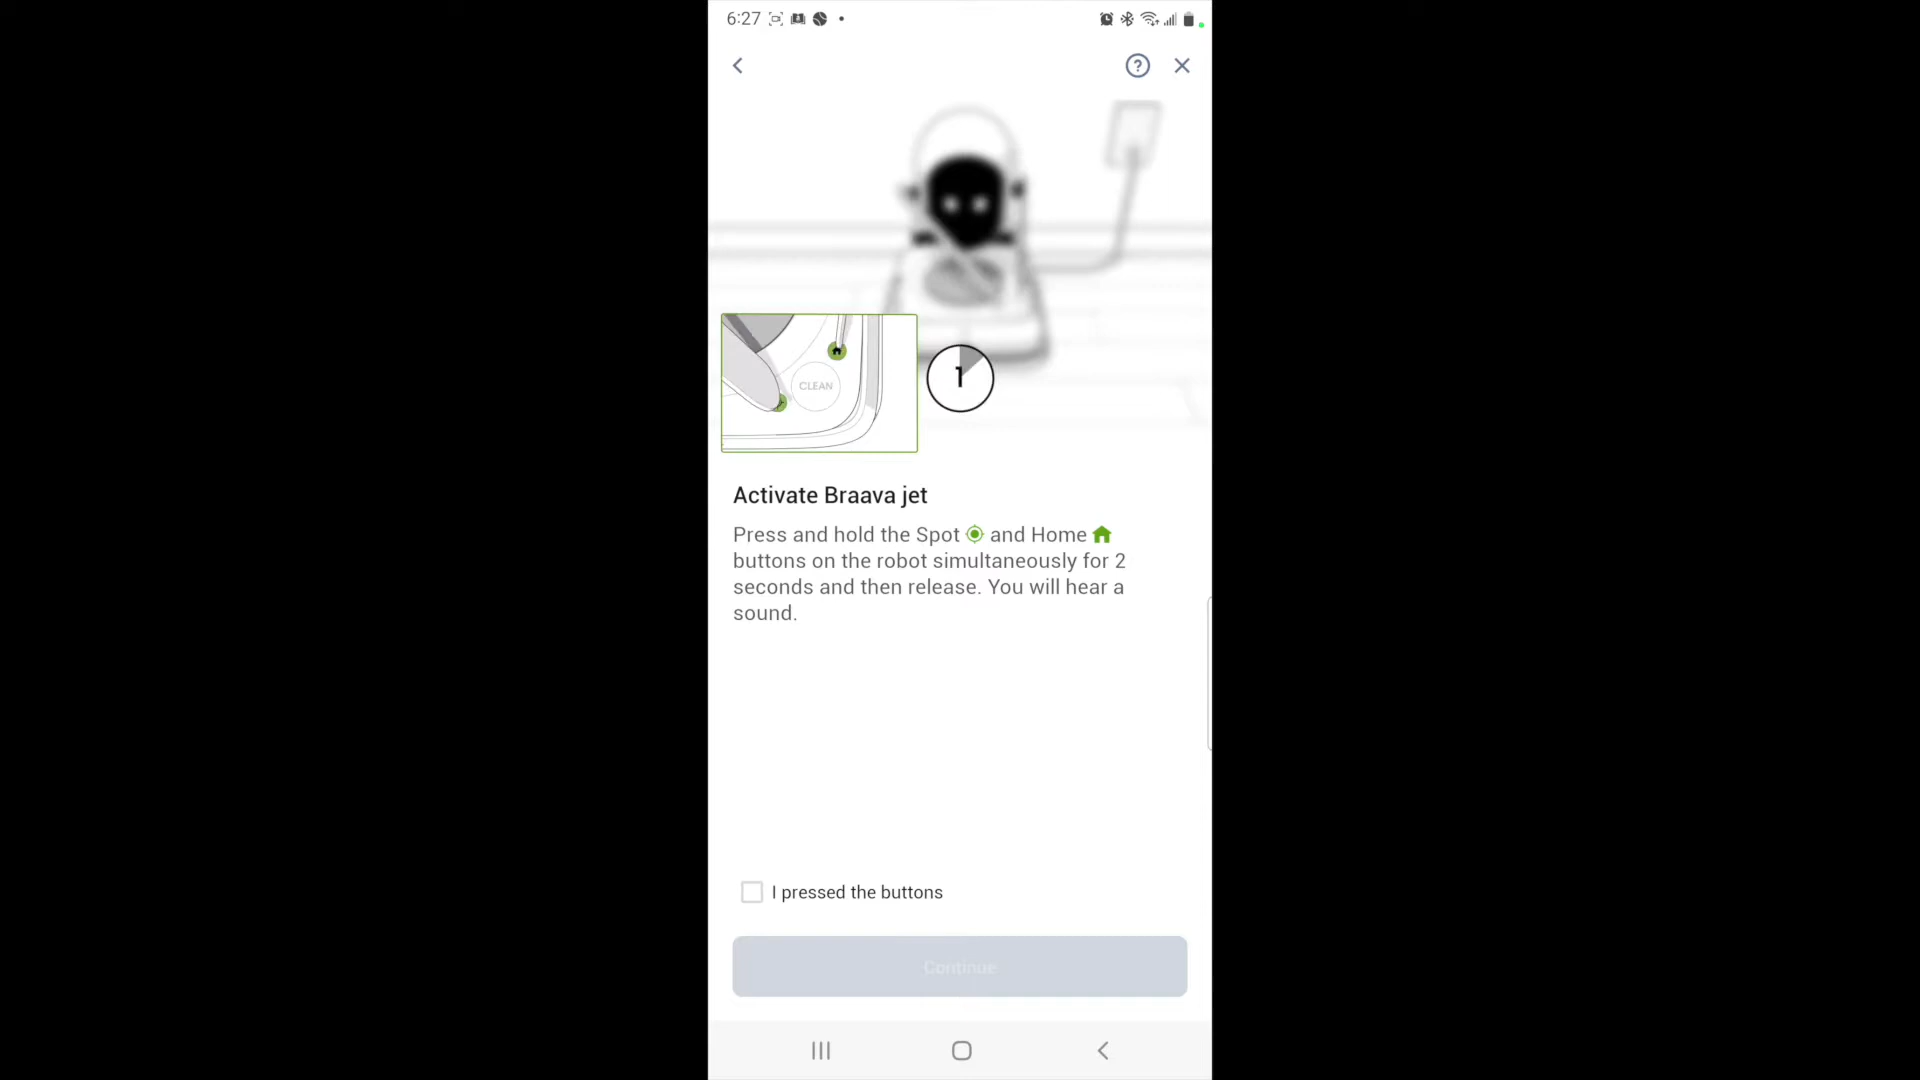 6:27
CLEAN
1
Activate Braava jet
Press and hold the Spot and Home
buttons on the robot simultaneously for 2
seconds and then release. You will hear a
sound.
I pressed the buttons
Continue